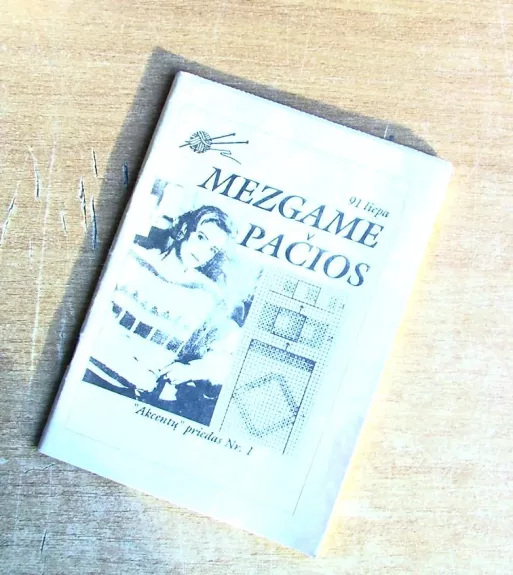 91 liepa
MEZGAME
PAČIOS
"Akcentų" priedas Nr. 1